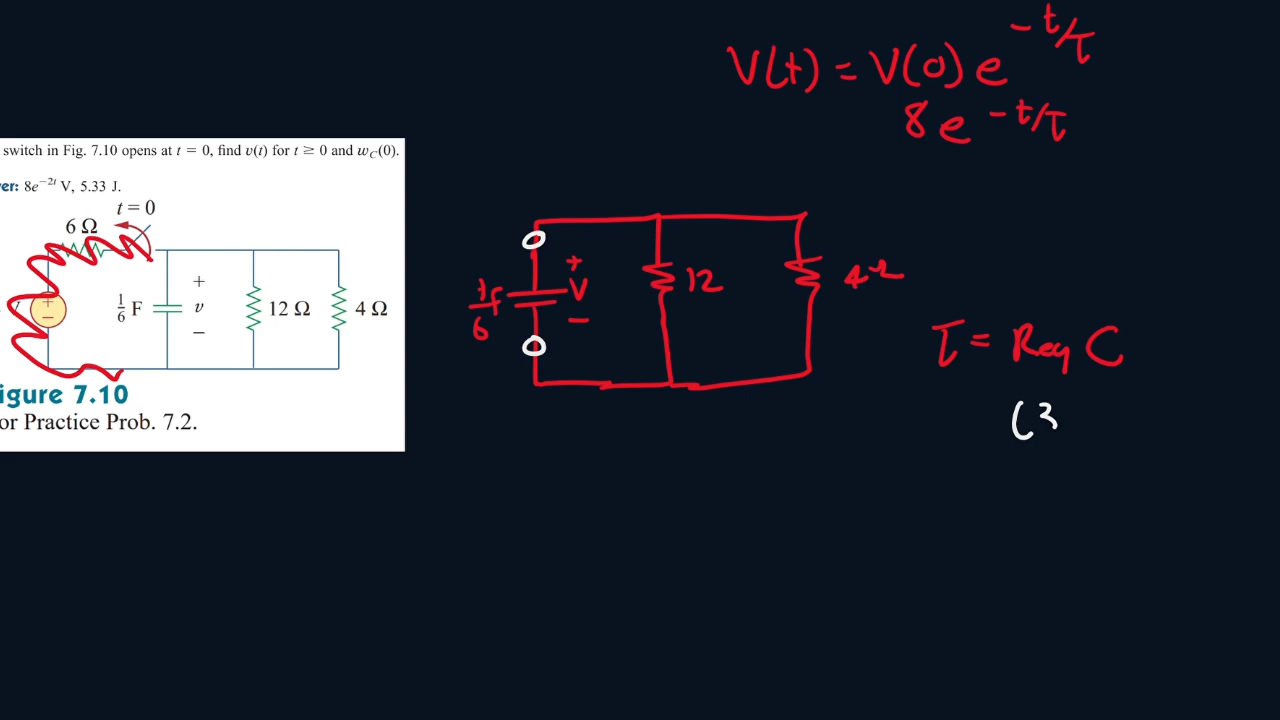 V(t) = V(0) e^{-t/τ}
8 e^{-t/τ}
switch in Fig. 7.10 opens at t = 0, find v(t) for t ≥ 0 and w_C(0).
er: 8e^{-2t} V, 5.33 J.
t = 0
6 Ω
+
1/6 F
v
12 Ω
4 Ω
+
−
−
igure 7.10
or Practice Prob. 7.2.
+
1/6 F
V
12
4Ω
−
τ = Req C
(3